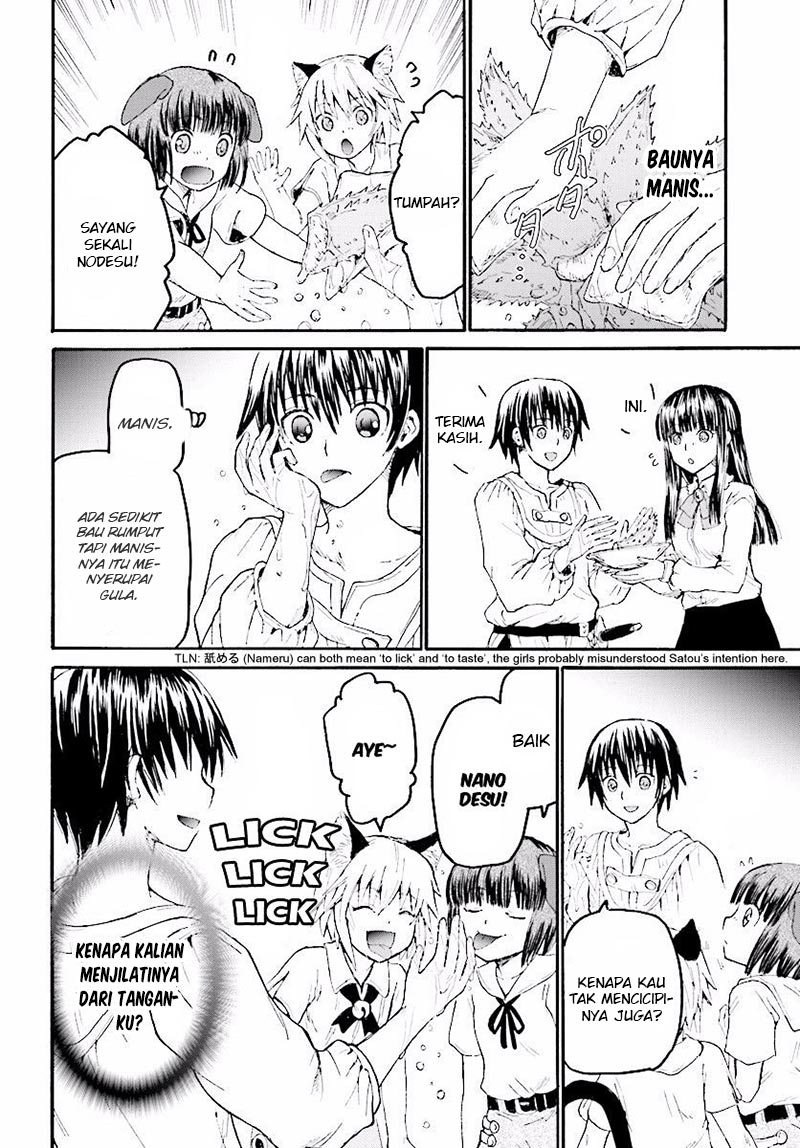 BAUNYA
MANIS...
ポ
タ
タ
TUMPAH?
SAYANG
SEKALI
NODESU!
INI.
TERIMA
KASIH.
MANIS.
ADA SEDIKIT
BAU RUMPUT
TAPI MANIS-
NYA ITU ME-
NYERUPAI
GULA.
TLN: 舐める (Nameru) can both mean 'to lick' and 'to taste', the girls probably misunderstood Satou's intention here.
KENAPA KAU
TAK MENCICIPI-
NYA JUGA?
BAIK
NANO
DESU!
AYE~
LICK
LICK
LICK
KENAPA KALIAN
MENJILATINYA
DARI TANGAN-
KU?